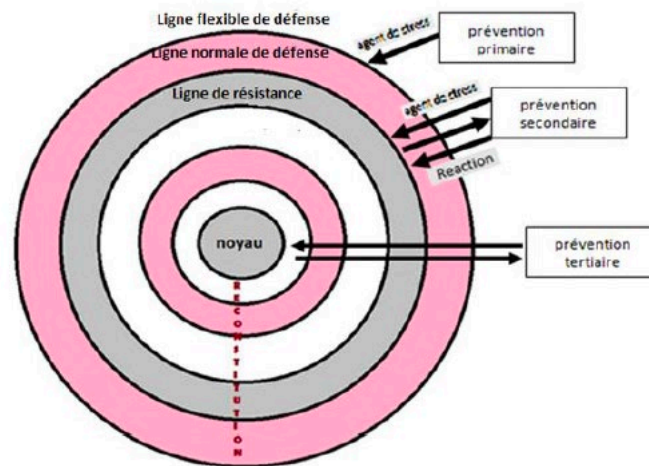 Ligne flexible de défense
Ligne normale de défense
Ligne de résistance
agent de stress
prévention
primaire
agent de stress
prévention
secondaire
Reaction
noyau
prévention
tertiaire
RECONSTITUTION